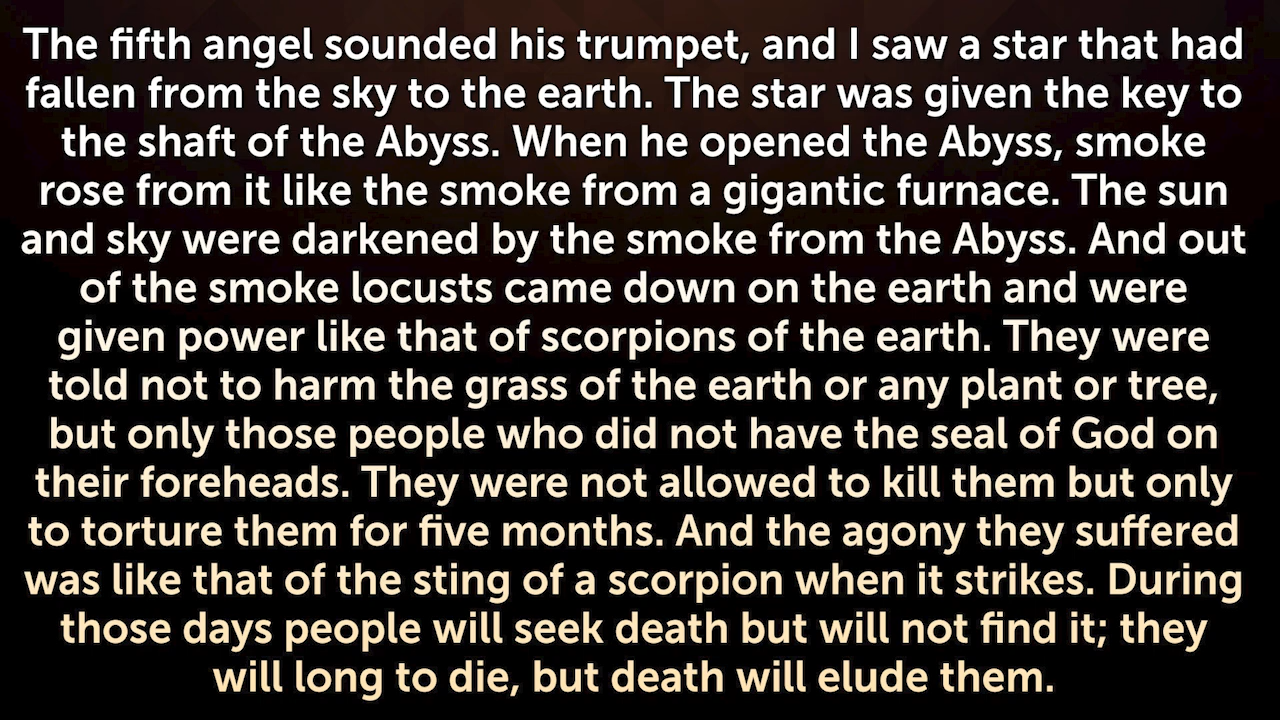 The fifth angel sounded his trumpet, and I saw a star that had
fallen from the sky to the earth. The star was given the key to
the shaft of the Abyss. When he opened the Abyss, smoke
rose from it like the smoke from a gigantic furnace. The sun
and sky were darkened by the smoke from the Abyss. And out
of the smoke locusts came down on the earth and were
given power like that of scorpions of the earth. They were
told not to harm the grass of the earth or any plant or tree,
but only those people who did not have the seal of God on
their foreheads. They were not allowed to kill them but only
to torture them for five months. And the agony they suffered
was like that of the sting of a scorpion when it strikes. During
those days people will seek death but will not find it; they
will long to die, but death will elude them.